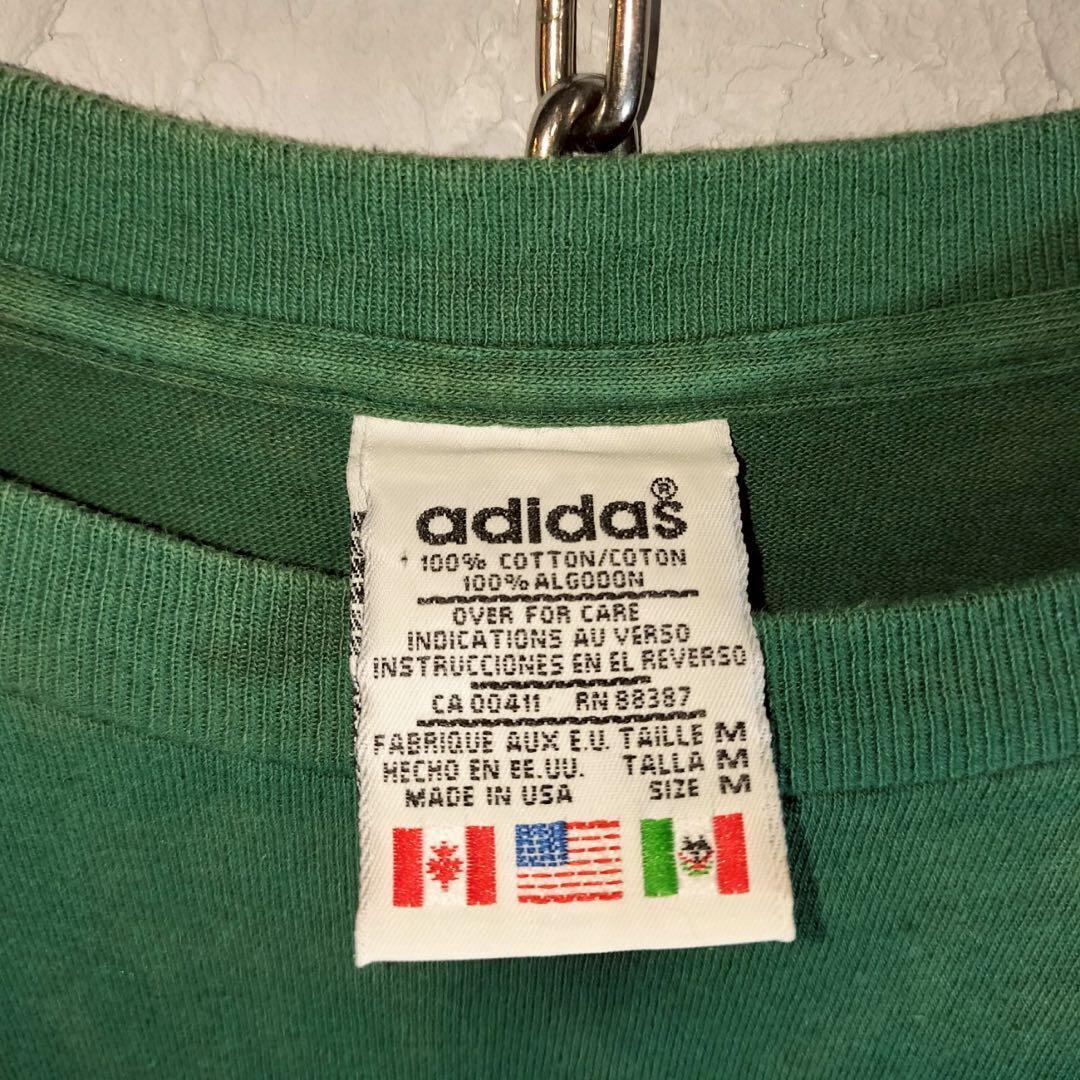 adidas®
100% COTTON/COTON
100% ALGODON
OVER FOR CARE
INDICATIONS AU VERSO
INSTRUCCIONES EN EL REVERSO
CA 00411 RN 88387
FABRIQUE AUX E.U. TAILLE M
HECHO EN EE.UU. TALLA M
MADE IN USA SIZE M